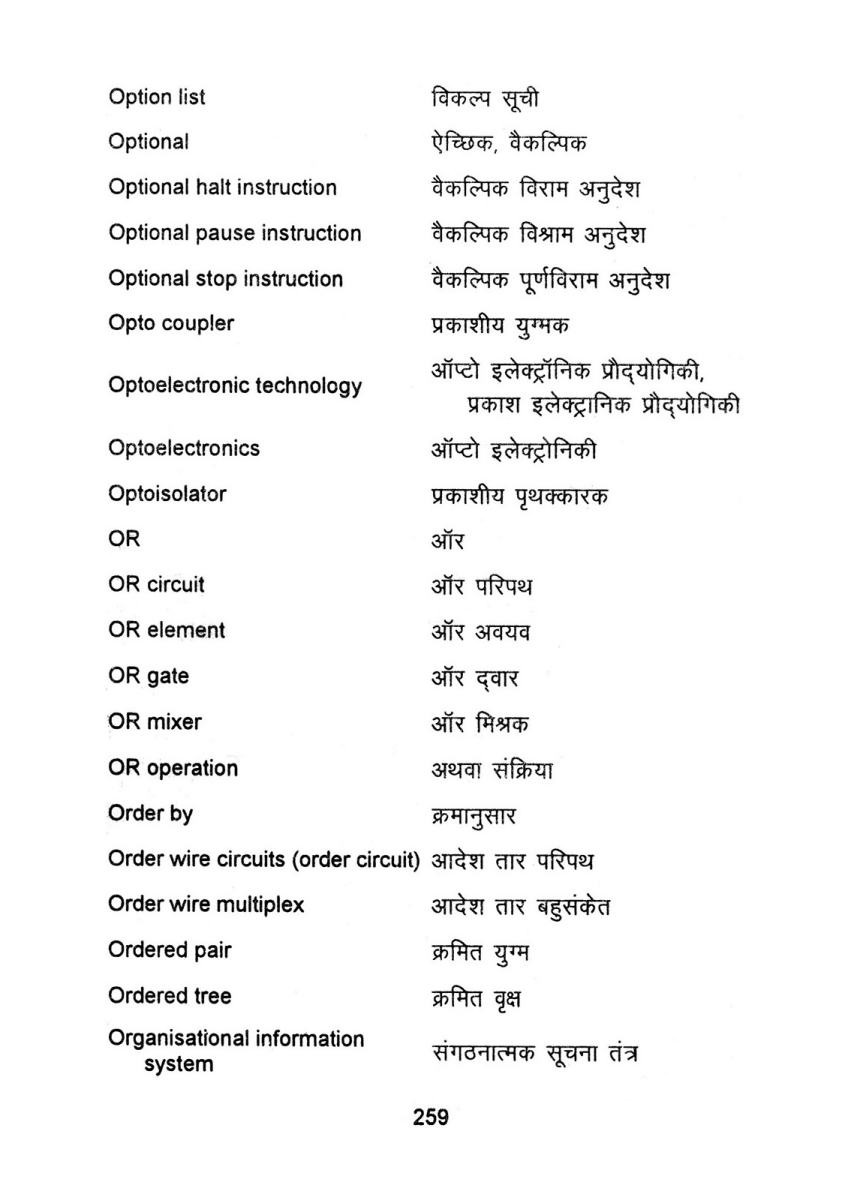 Option list विकल्प सूची
Optional ऐच्छिक, वैकल्पिक
Optional halt instruction वैकल्पिक विराम अनुदेश
Optional pause instruction वैकल्पिक विश्राम अनुदेश
Optional stop instruction वैकल्पिक पूर्णविराम अनुदेश
Opto coupler प्रकाशीय युग्मक
Optoelectronic technology ऑप्टो इलेक्ट्रॉनिक प्रौद्योगिकी,
प्रकाश इलेक्ट्रानिक प्रौद्योगिकी
Optoelectronics ऑप्टो इलेक्ट्रोनिकी
Optoisolator प्रकाशीय पृथक्कारक
OR ऑर
OR circuit ऑर परिपथ
OR element ऑर अवयव
OR gate ऑर द्वार
OR mixer ऑर मिश्रक
OR operation अथवा संक्रिया
Order by क्रमानुसार
Order wire circuits (order circuit) आदेश तार परिपथ
Order wire multiplex आदेश तार बहुसंकेत
Ordered pair क्रमित युग्म
Ordered tree क्रमित वृक्ष
Organisational information
system संगठनात्मक सूचना तंत्र
259